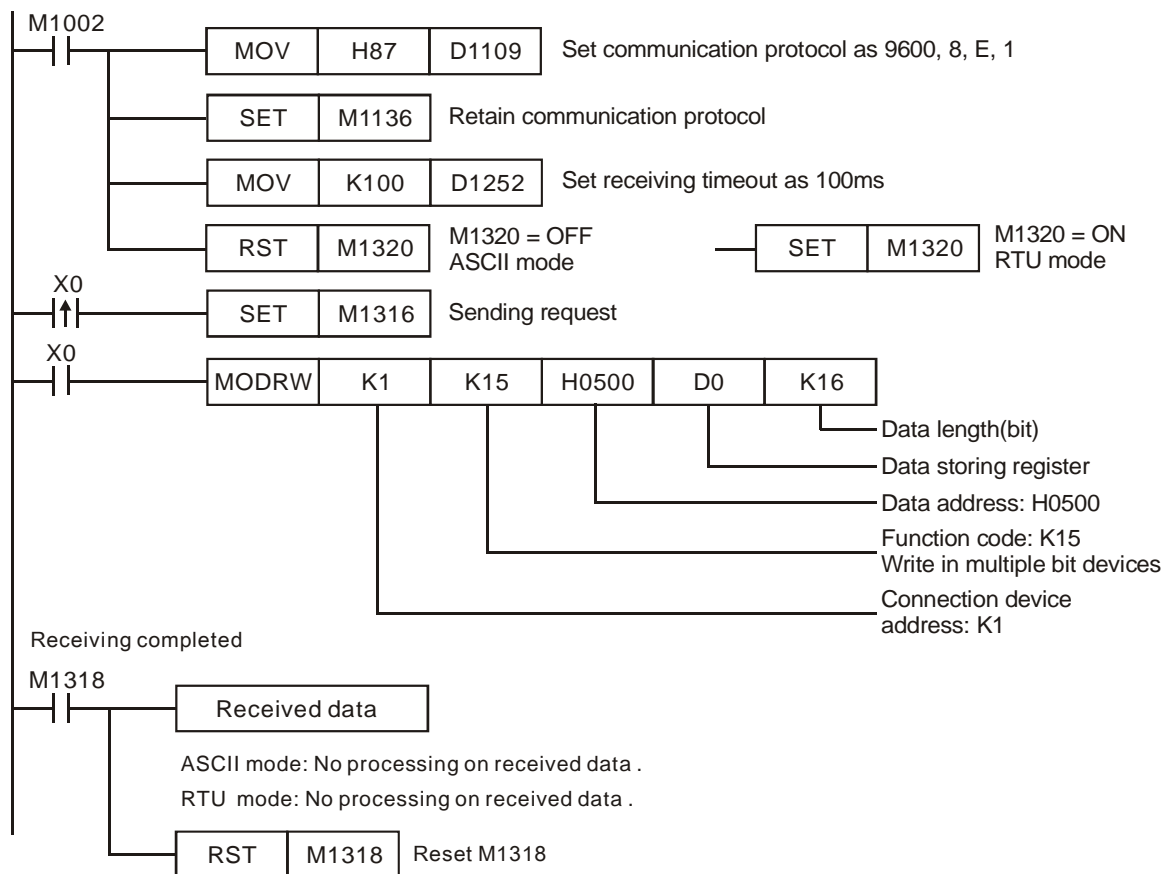 M1002
MOV H87 D1109 Set communication protocol as 9600, 8, E, 1
SET M1136 Retain communication protocol
MOV K100 D1252 Set receiving timeout as 100ms
RST M1320 M1320 = OFF
ASCII mode
SET M1320 M1320 = ON
RTU mode
X0
SET M1316 Sending request
X0
MODRW K1 K15 H0500 D0 K16
Data length(bit)
Data storing register
Data address: H0500
Function code: K15
Write in multiple bit devices
Connection device
address: K1
Receiving completed
M1318
Received data
ASCII mode: No processing on received data .
RTU mode: No processing on received data .
RST M1318 Reset M1318